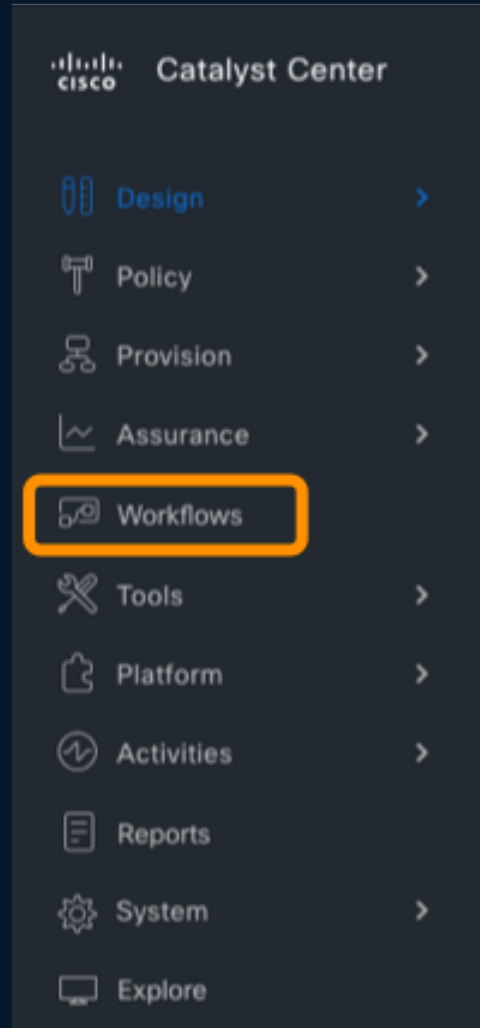 cisco Catalyst Center
Design
Policy
Provision
Assurance
Workflows
Tools
Platform
Activities
Reports
System
Explore